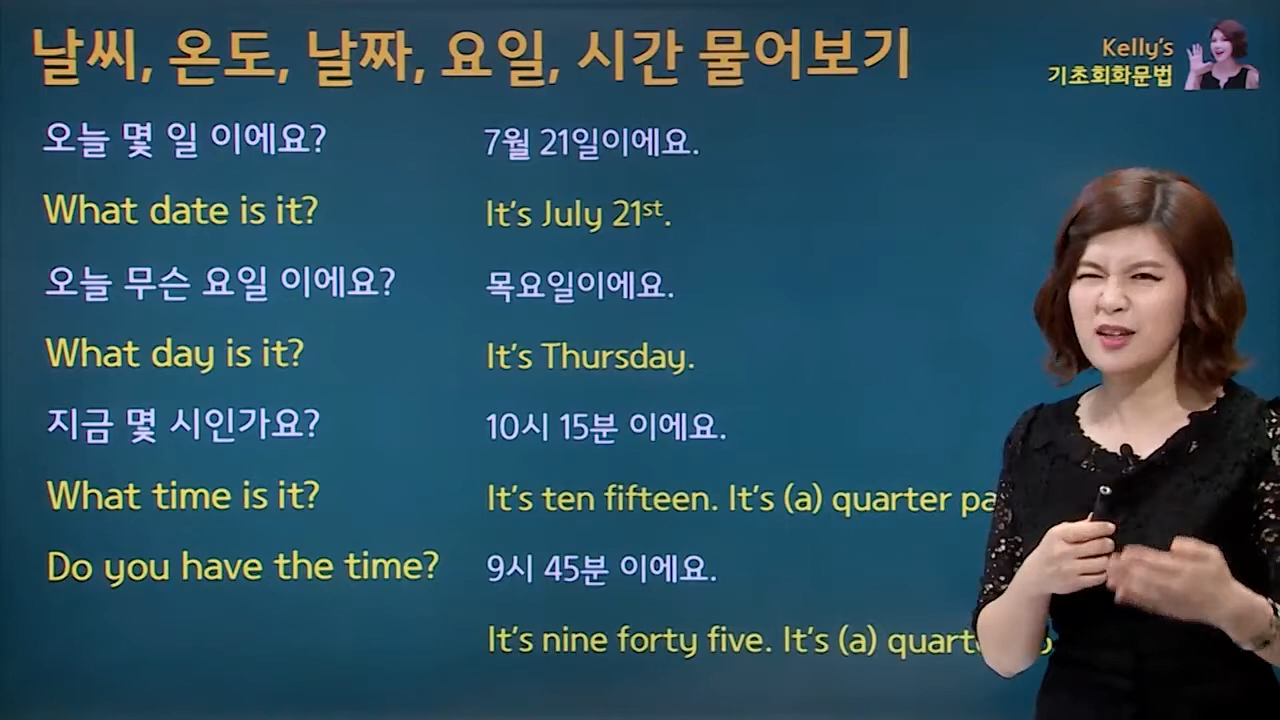 날씨, 온도, 날짜, 요일, 시간 물어보기
Kelly's
기초회화문법
오늘 몇 일 이에요?
7월 21일이에요.
What date is it?
It's July 21st.
오늘 무슨 요일 이에요?
목요일이에요.
What day is it?
It's Thursday.
지금 몇 시인가요?
10시 15분 이에요.
What time is it?
It's ten fifteen. It's (a) quarter
Do you have the time?
9시 45분 이에요.
It's nine forty five. It's (a)